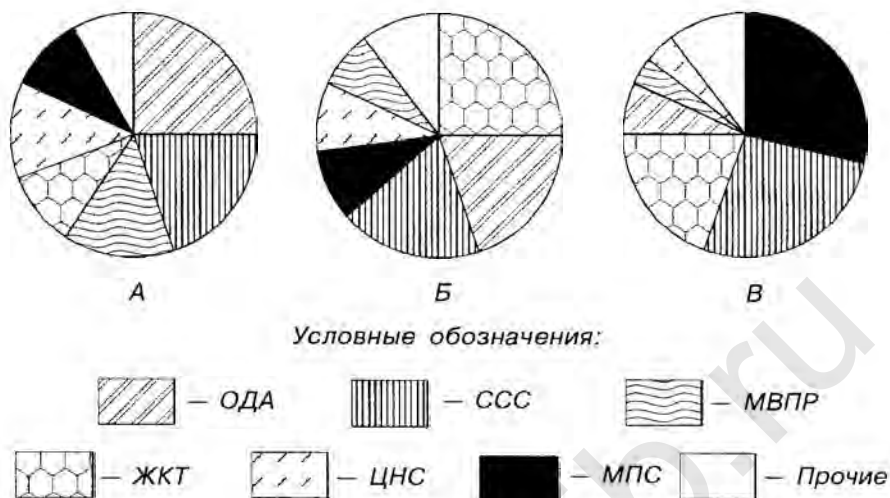 А Б В
Условные обозначения:
— ОДА — ССС — МВПР
— ЖКТ — ЦНС — МПС — Прочие